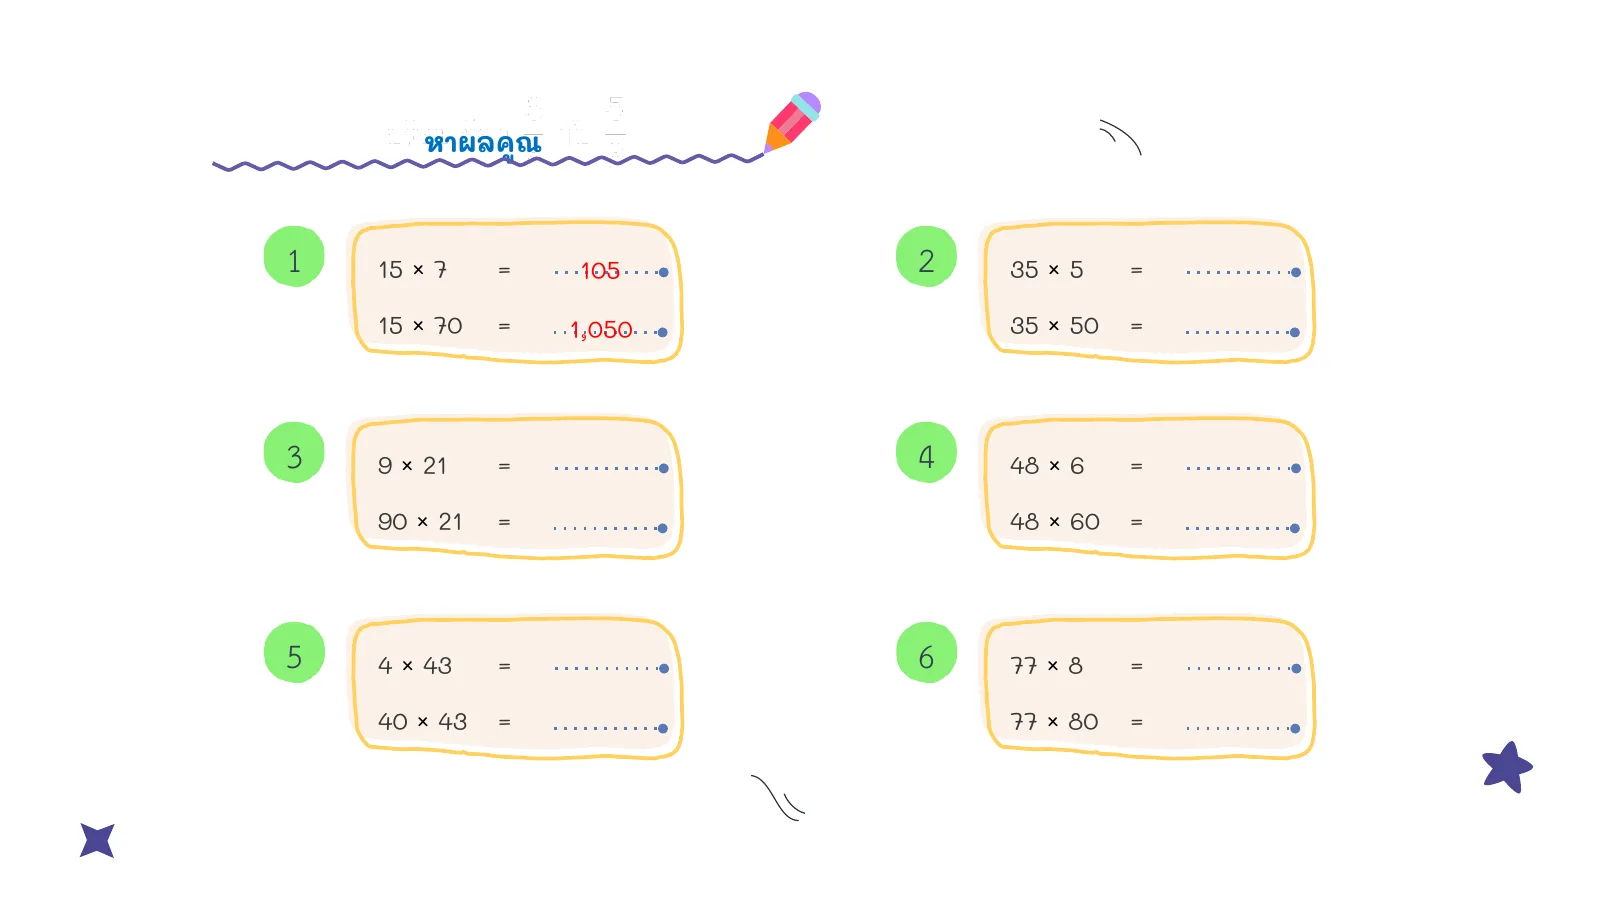 หาผลคูณ
1
15 × 7 = 105
15 × 70 = 1,050
2
35 × 5 =
35 × 50 =
3
9 × 21 =
90 × 21 =
4
48 × 6 =
48 × 60 =
5
4 × 43 =
40 × 43 =
6
77 × 8 =
77 × 80 =